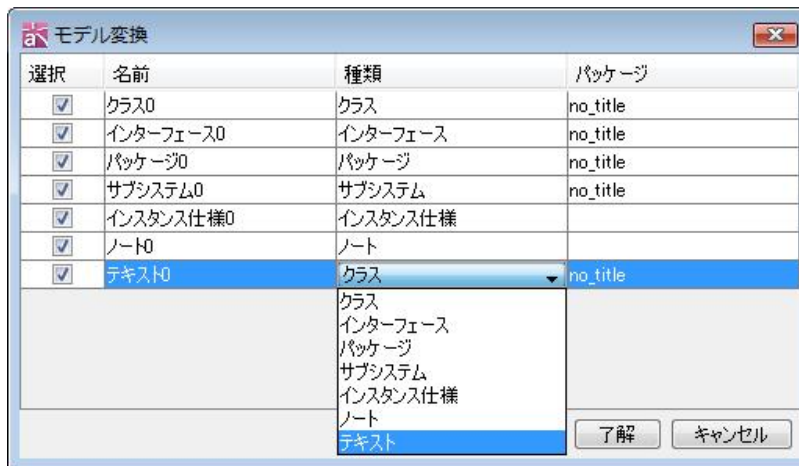 モデル変換
選択 名前 種類 パッケージ
クラス0 クラス no_title
インターフェース0 インターフェース no_title
パッケージ0 パッケージ no_title
サブシステム0 サブシステム no_title
インスタンス仕様0 インスタンス仕様
ノート0 ノート
テキスト0 クラス no_title
クラス
インターフェース
パッケージ
サブシステム
インスタンス仕様
ノート
テキスト
了解 キャンセル